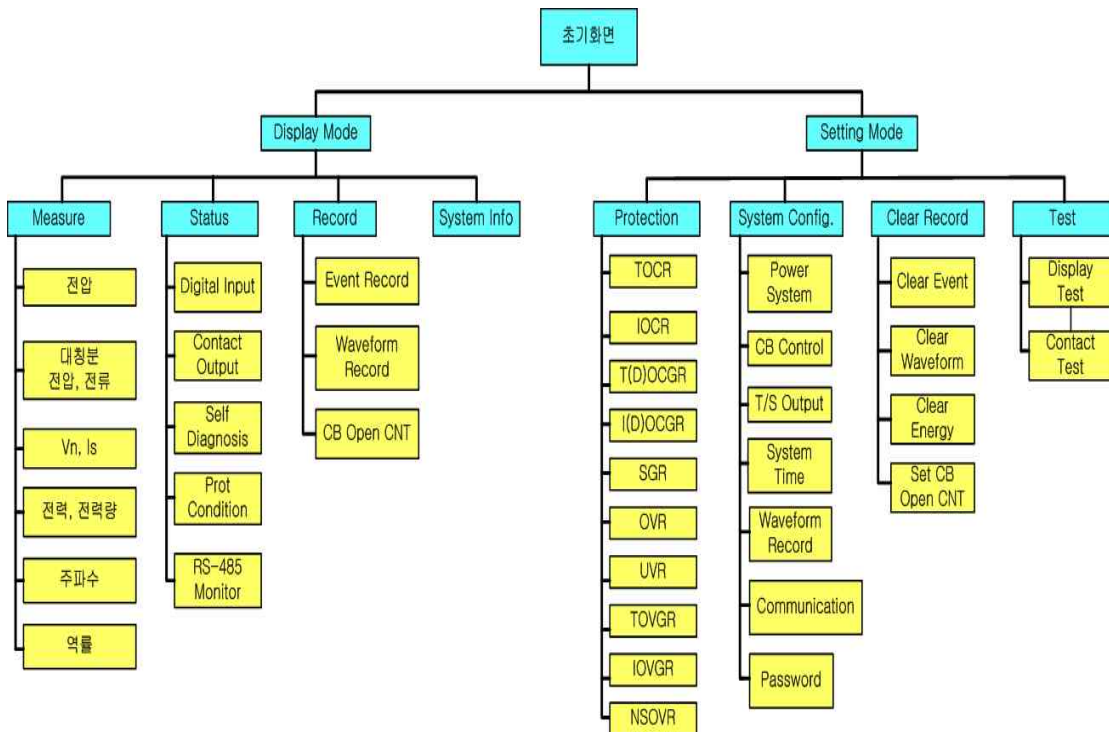 초기화면
Display Mode
Setting Mode
Measure
Status
Record
System Info
Protection
System Config.
Clear Record
Test
전압
대칭분
전압, 전류
Vn, Is
전력, 전력량
주파수
역률
Digital Input
Contact
Output
Self
Diagnosis
Prot
Condition
RS-485
Monitor
Event Record
Waveform
Record
CB Open CNT
TOCR
IOCR
T(D)OCGR
I(D)OCGR
SGR
OVR
UVR
TOVGR
IOVGR
NSOVR
Power
System
CB Control
T/S Output
System
Time
Waveform
Record
Communication
Password
Clear Event
Clear
Waveform
Clear
Energy
Set CB
Open CNT
Display
Test
Contact
Test